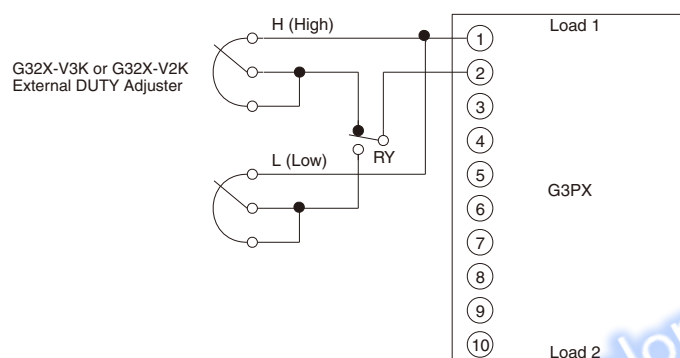 H (High)
Load 1
G32X-V3K or G32X-V2K
External DUTY Adjuster
1
2
3
4
RY
L (Low)
5
G3PX
6
7
8
9
10
Load 2